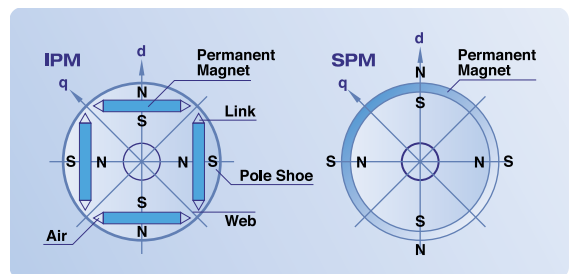 IPM
d
q
Permanent
Magnet
N
S
Link
S N
N S
Pole Shoe
S
N
Web
Air
SPM
d
q
Permanent
Magnet
N
S
S N
N S
S
N